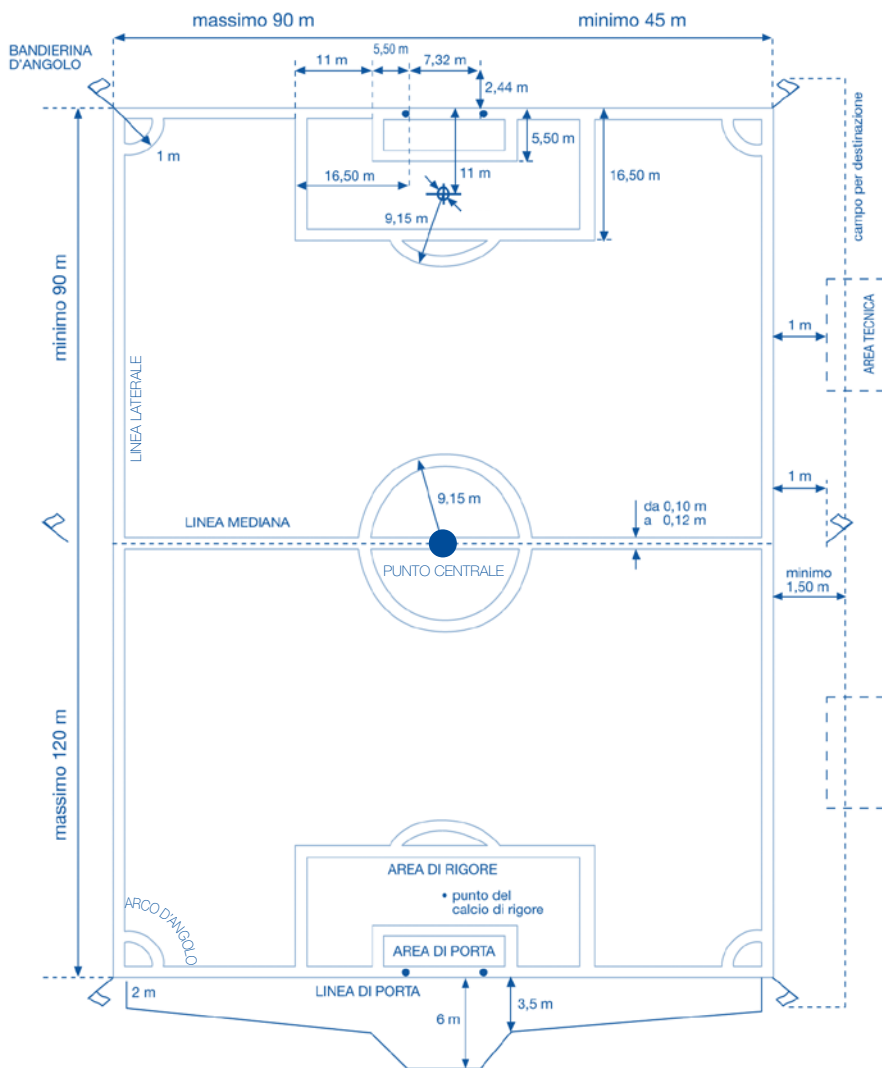 massimo 90 m
minimo 45 m
BANDIERINA
D'ANGOLO
11 m
5,50 m
7,32 m
2,44 m
1 m
5,50 m
11 m
16,50 m
16,50 m
9,15 m
campo per destinazione
minimo 90 m
LINEA LATERALE
1 m
AREA TECNICA
9,15 m
1 m
LINEA MEDIANA
da 0,10 m
a 0,12 m
PUNTO CENTRALE
minimo
1,50 m
massimo 120 m
AREA DI RIGORE
• punto del
calcio di rigore
ARCO D'ANGOLO
AREA DI PORTA
2 m
LINEA DI PORTA
6 m
3,5 m